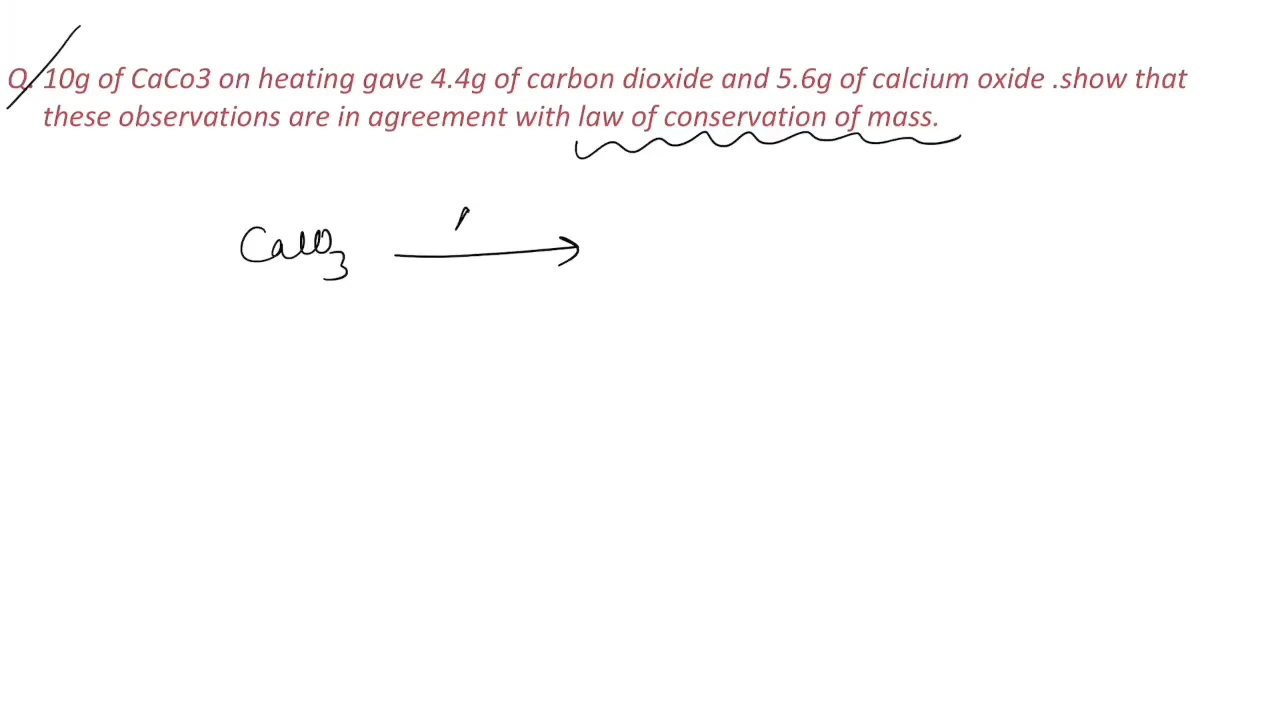 Q. 10g of CaCo3 on heating gave 4.4g of carbon dioxide and 5.6g of calcium oxide .show that
these observations are in agreement with law of conservation of mass.
CaCO3 →